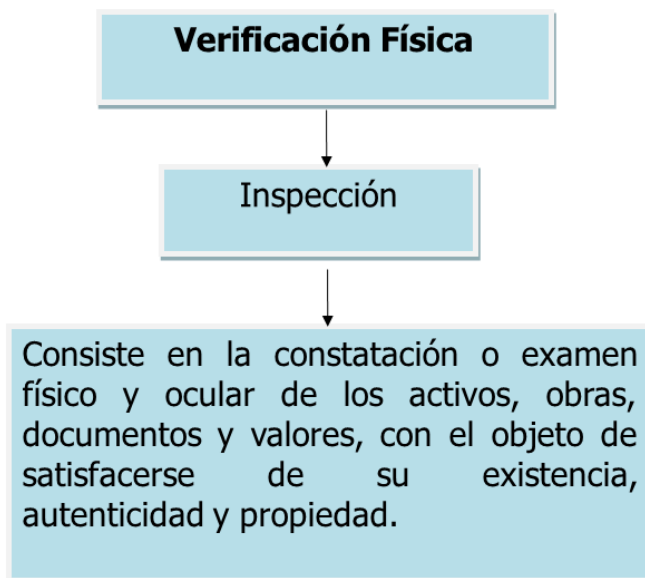 Verificación Física
Inspección
Consiste en la constatación o examen
físico y ocular de los activos, obras,
documentos y valores, con el objeto de
satisfacerse de su existencia,
autenticidad y propiedad.